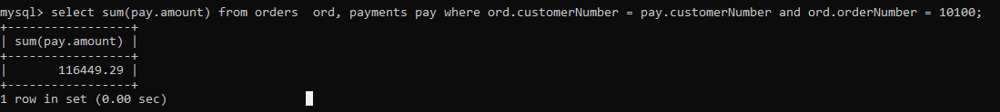 mysql> select sum(pay.amount) from orders  ord, payments pay where ord.customerNumber = pay.customerNumber and ord.orderNumber = 10100;
+-----------------+
| sum(pay.amount) |
+-----------------+
|       116449.29 |
+-----------------+
1 row in set (0.00 sec)